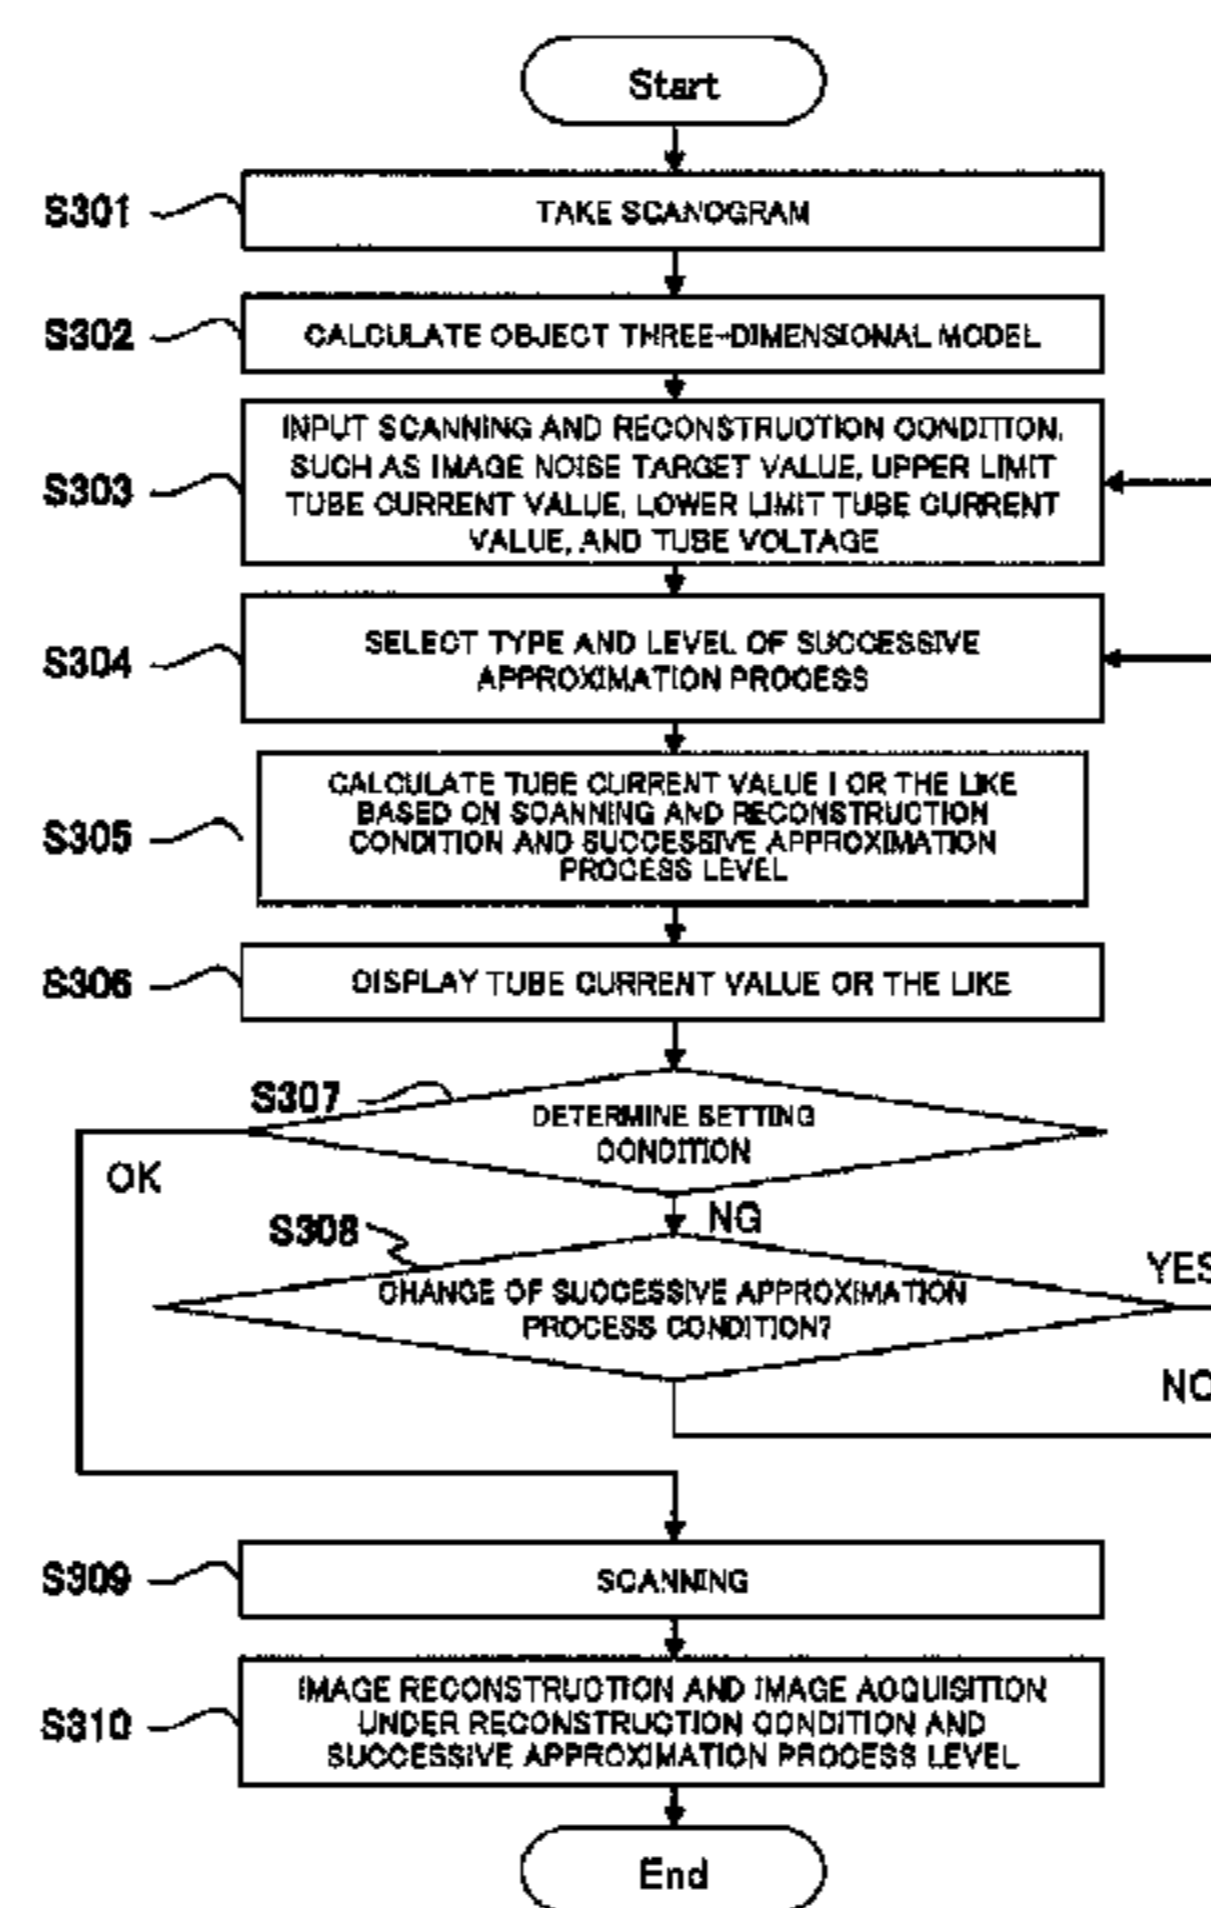 Start
S301
TAKE SCANOGRAM
S302
CALCULATE OBJECT THREE-DIMENSIONAL MODEL
S303
INPUT SCANNING AND RECONSTRUCTION CONDITION,
SUCH AS IMAGE NOISE TARGET VALUE, UPPER LIMIT
TUBE CURRENT VALUE, LOWER LIMIT TUBE CURRENT
VALUE, AND TUBE VOLTAGE
S304
SELECT TYPE AND LEVEL OF SUCCESSIVE
APPROXIMATION PROCESS
S305
CALCULATE TUBE CURRENT VALUE I OR THE LIKE
BASED ON SCANNING AND RECONSTRUCTION
CONDITION AND SUCCESSIVE APPROXIMATION
PROCESS LEVEL
S306
DISPLAY TUBE CURRENT VALUE OR THE LIKE
S307
DETERMINE SETTING
CONDITION
OK
NG
S308
CHANGE OF SUCCESSIVE APPROXIMATION
PROCESS CONDITION?
YES
NO
S309
SCANNING
S310
IMAGE RECONSTRUCTION AND IMAGE ACQUISITION
UNDER RECONSTRUCTION CONDITION AND
SUCCESSIVE APPROXIMATION PROCESS LEVEL
End